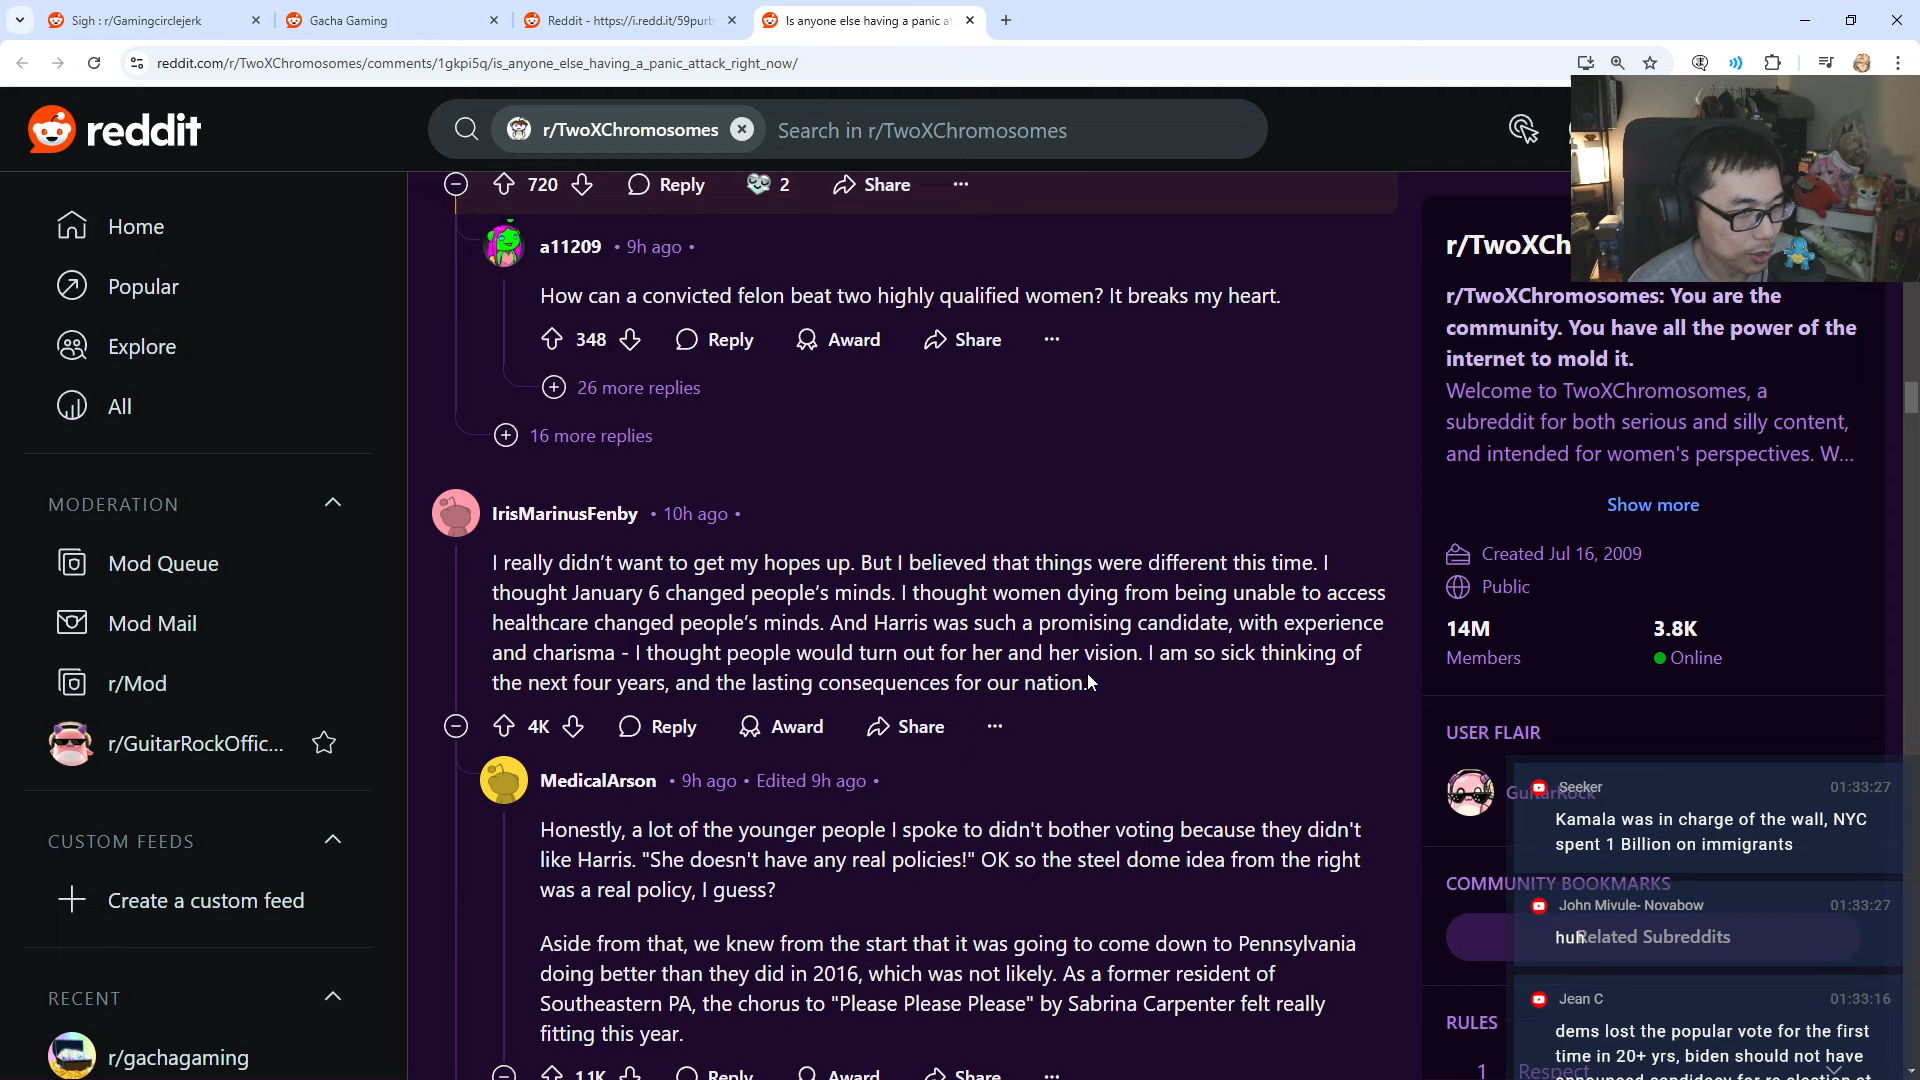 Sigh : r/Gamingcirclejerk
Gacha Gaming
Reddit - https://i.redd.it/59purb
Is anyone else having a panic at
reddit.com/r/TwoXChromosomes/comments/1gkpi5q/is_anyone_else_having_a_panic_attack_right_now/
reddit
r/TwoXChromosomes
Search in r/TwoXChromosomes
Home
Popular
Explore
All
MODERATION
Mod Queue
Mod Mail
r/Mod
r/GuitarRockOffic...
CUSTOM FEEDS
Create a custom feed
RECENT
r/gachagaming
720 Reply 2 Share
a11209 • 9h ago •
How can a convicted felon beat two highly qualified women? It breaks my heart.
348 Reply Award Share
26 more replies
16 more replies
IrisMarinusFenby • 10h ago •
I really didn’t want to get my hopes up. But I believed that things were different this time. I
thought January 6 changed people’s minds. I thought women dying from being unable to access
healthcare changed people’s minds. And Harris was such a promising candidate, with experience
and charisma - I thought people would turn out for her and her vision. I am so sick thinking of
the next four years, and the lasting consequences for our nation.
4K Reply Award Share
MedicalArson • 9h ago • Edited 9h ago •
Honestly, a lot of the younger people I spoke to didn't bother voting because they didn't
like Harris. "She doesn't have any real policies!" OK so the steel dome idea from the right
was a real policy, I guess?
Aside from that, we knew from the start that it was going to come down to Pennsylvania
doing better than they did in 2016, which was not likely. As a former resident of
Southeastern PA, the chorus to "Please Please Please" by Sabrina Carpenter felt really
fitting this year.
1.1K Reply Award Share
r/TwoXCh
r/TwoXChromosomes: You are the
community. You have all the power of the
internet to mold it.
Welcome to TwoXChromosomes, a
subreddit for both serious and silly content,
and intended for women's perspectives. W...
Show more
Created Jul 16, 2009
Public
14M 3.8K
Members Online
USER FLAIR
GuitarRock
Seeker 01:33:27
Kamala was in charge of the wall, NYC
spent 1 Billion on immigrants
COMMUNITY BOOKMARKS
John Mivule- Novabow 01:33:27
huh
Related Subreddits
Jean C 01:33:16
RULES
dems lost the popular vote for the first
time in 20+ yrs, biden should not have
1 Respect